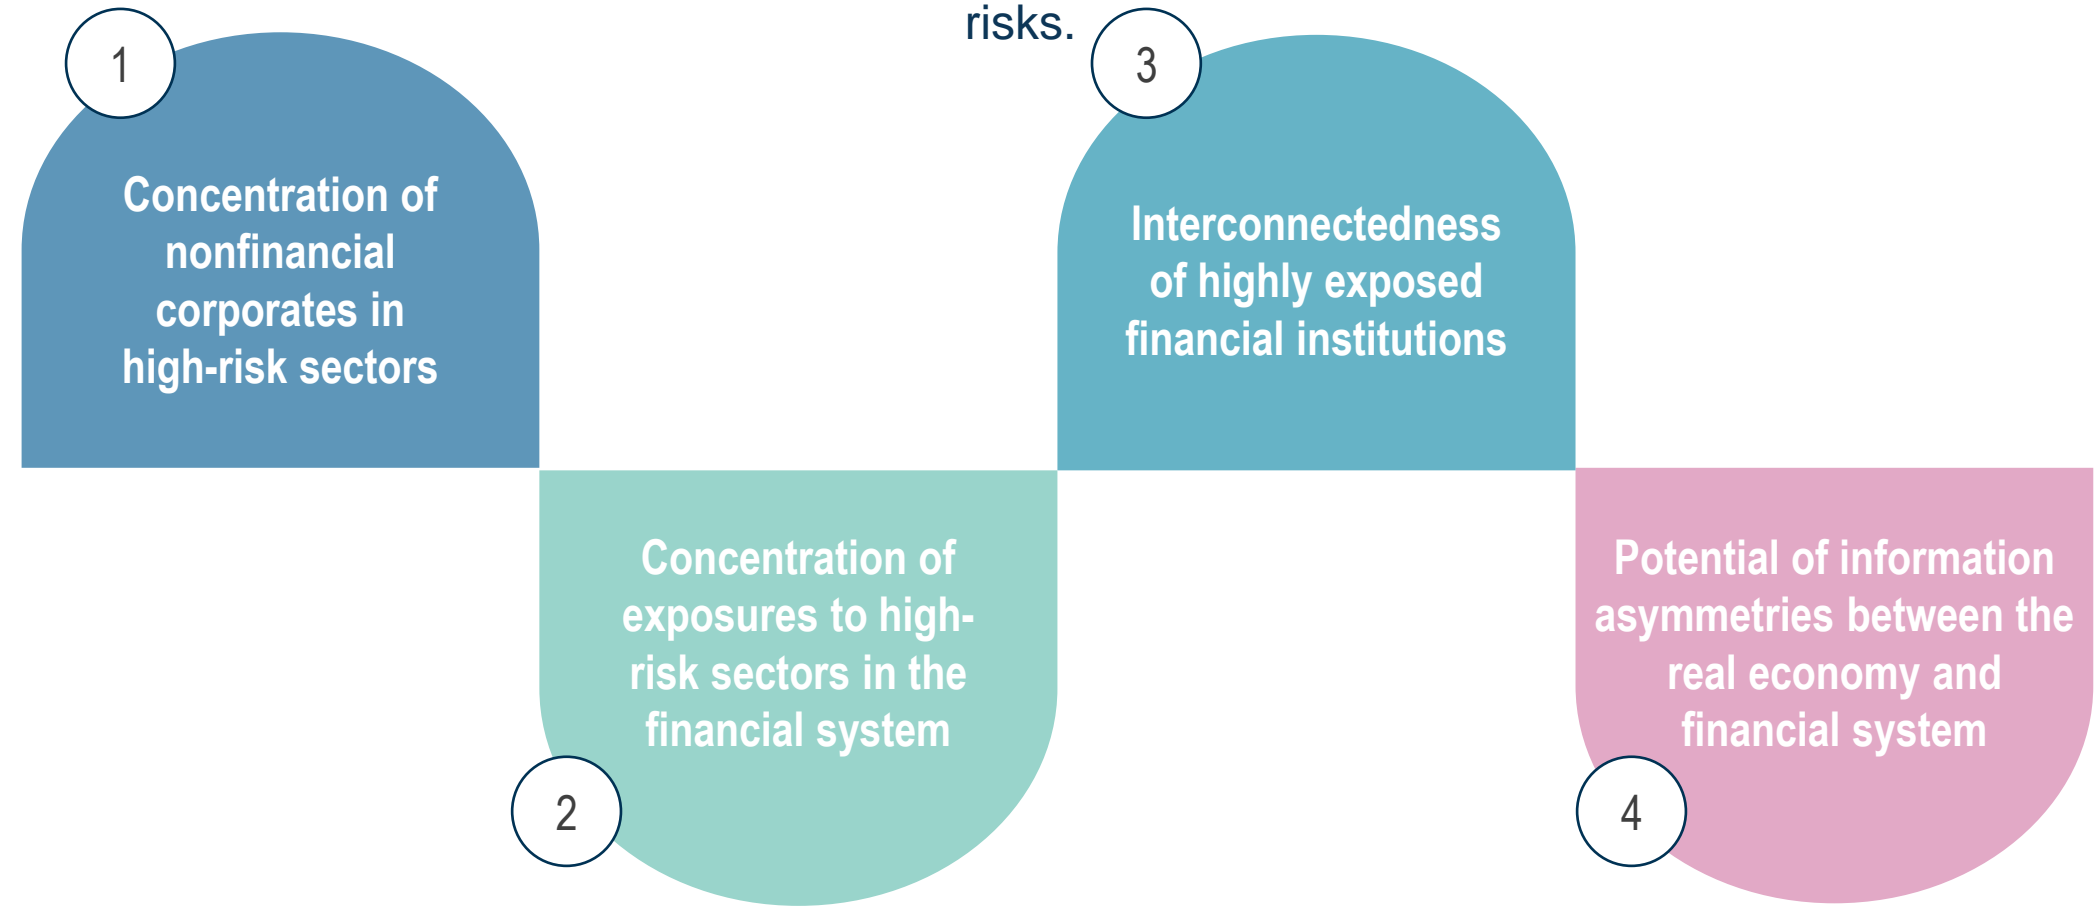 risks.
1
Concentration of
nonfinancial
corporates in
high-risk sectors
2
Concentration of
exposures to high-
risk sectors in the
financial system
3
Interconnectedness
of highly exposed
financial institutions
4
Potential of information
asymmetries between the
real economy and
financial system